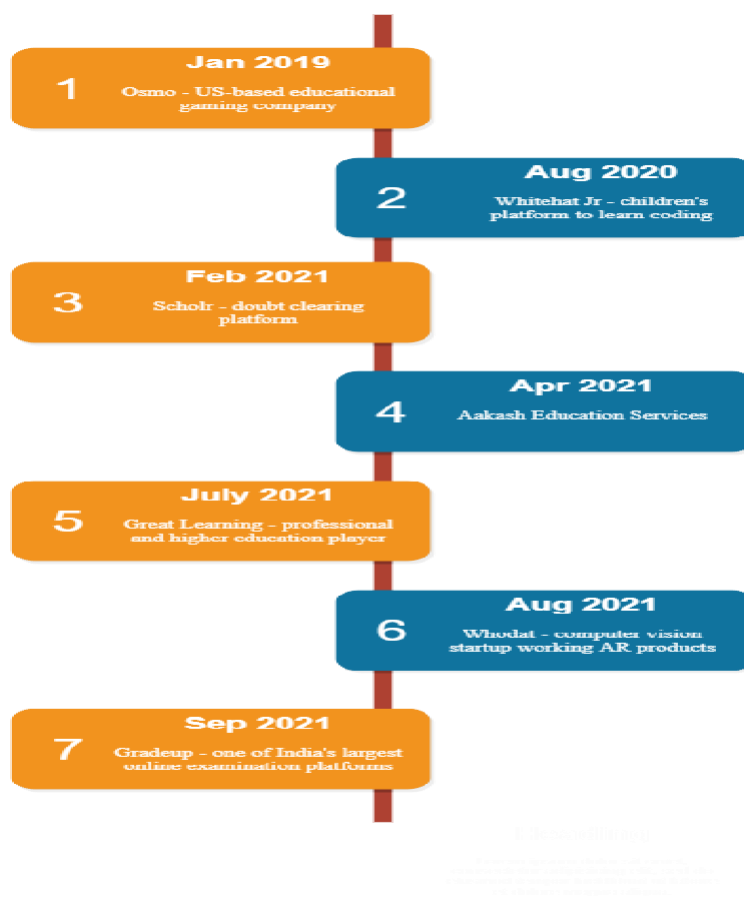 Jan 2019
1
Osmo - US-based educational
gaming company
Aug 2020
2
Whitehat Jr - children's
platform to learn coding
Feb 2021
3
Scholr - doubt clearing
platform
Apr 2021
4
Aakash Education Services
July 2021
5
Great Learning - professional
and higher education player
Aug 2021
6
Whodat - computer vision
startup working AR products
Sep 2021
7
Gradeup - one of India's largest
online examination platforms